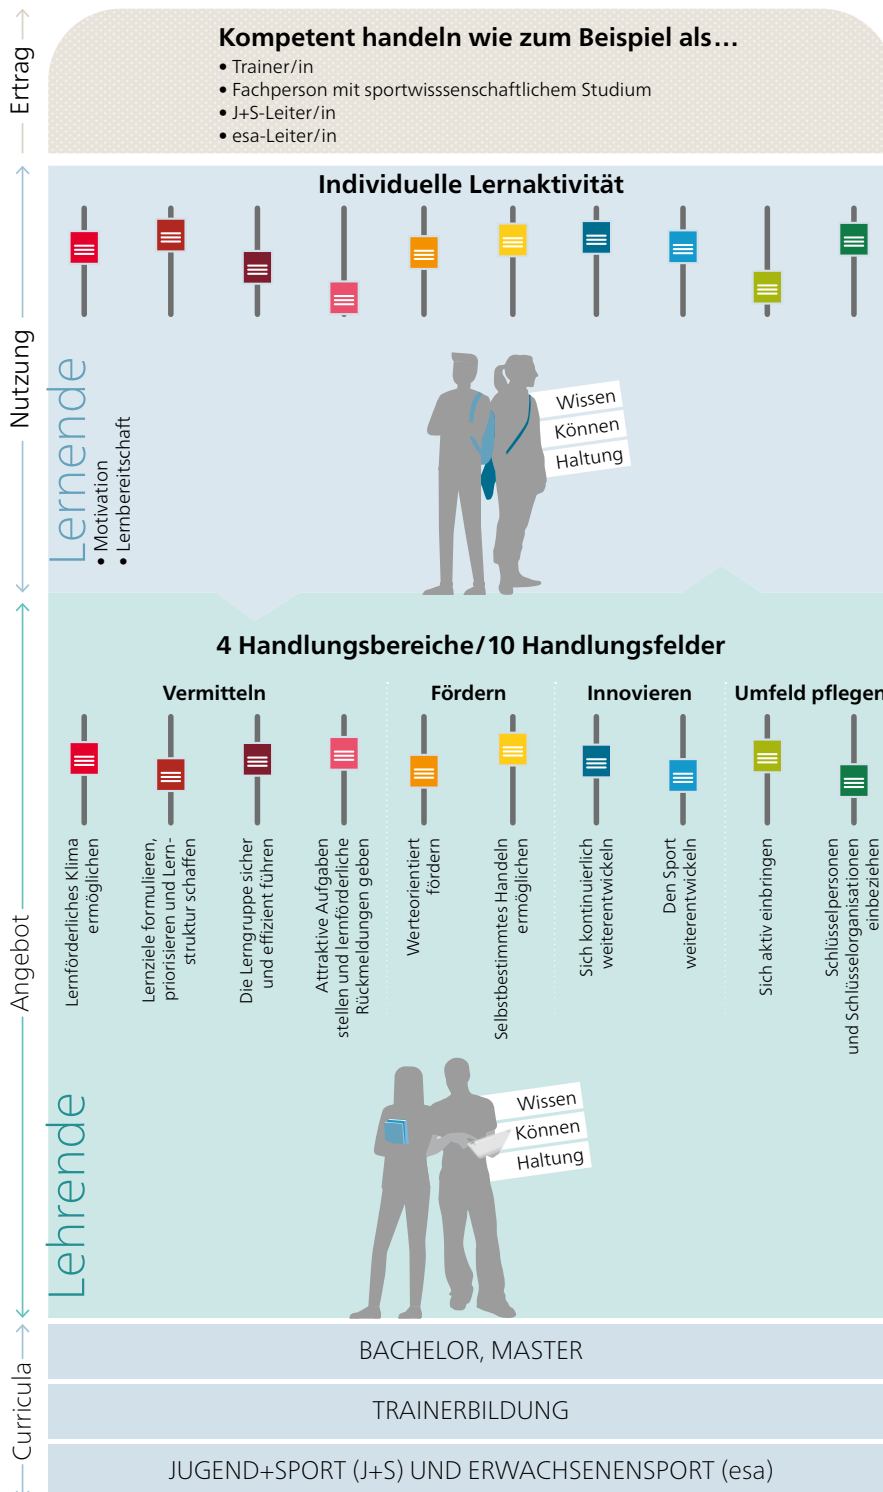 Ertrag
Kompetent handeln wie zum Beispiel als...
• Trainer/in
• Fachperson mit sportwisssenschaftlichem Studium
• J+S-Leiter/in
• esa-Leiter/in
Nutzung
Individuelle Lernaktivität
Lernende
• Motivation
• Lernbereitschaft
Wissen
Können
Haltung
Angebot
4 Handlungsbereiche/10 Handlungsfelder
Vermitteln
Fördern
Innovieren
Umfeld pflegen
Lernförderliches Klima
ermöglichen
Lernziele formulieren,
priorisieren und Lern-
struktur schaffen
Die Lerngruppe sicher
und effizient führen
Attraktive Aufgaben
stellen und lernförderliche
Rückmeldungen geben
Werteorientiert
fördern
Selbstbestimmtes Handeln
ermöglichen
Sich kontinuierlich
weiterentwickeln
Den Sport
weiterentwickeln
Sich aktiv einbringen
Schlüsselpersonen
und Schlüsselorganisationen
einbeziehen
Lehrende
Wissen
Können
Haltung
Curricula
BACHELOR, MASTER
TRAINERBILDUNG
JUGEND+SPORT (J+S) UND ERWACHSENENSPORT (esa)